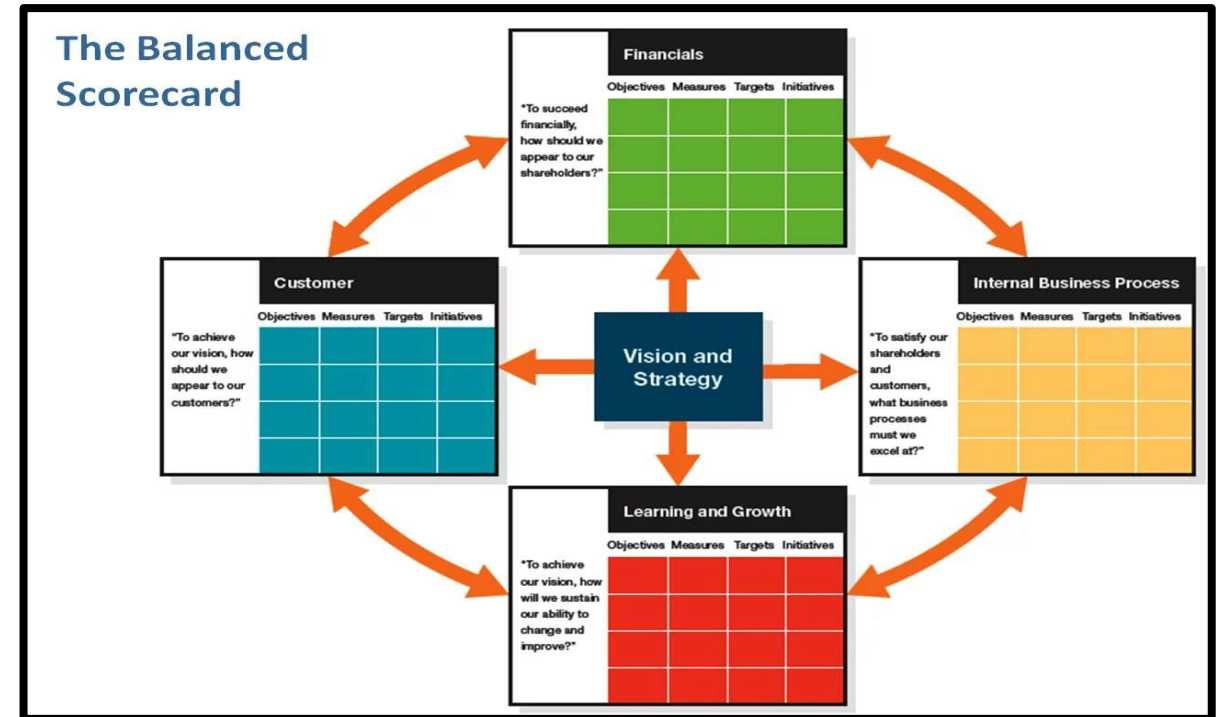 The Balanced
Scorecard
Financials
Objectives Measures Targets Initiatives
"To succeed
financially,
how should we
appear to our
shareholders?"
Customer
Objectives Measures Targets Initiatives
"To achieve
our vision, how
should we
appear to our
customers?"
Vision and
Strategy
Internal Business Process
Objectives Measures Targets Initiatives
"To satisfy our
shareholders
and
customers,
what business
processes
must we
excel at?"
Learning and Growth
Objectives Measures Targets Initiatives
"To achieve
our vision, how
will we sustain
our ability to
change and
improve?"